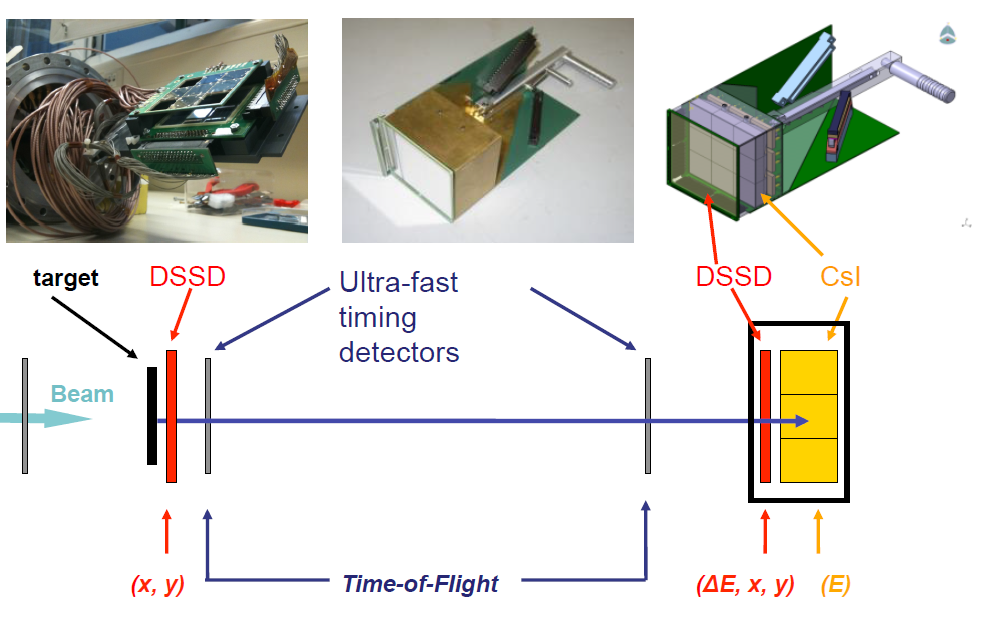 target
DSSD
Ultra-fast
timing
detectors
DSSD
CsI
Beam
(x, y)
Time-of-Flight
(ΔE, x, y)
(E)